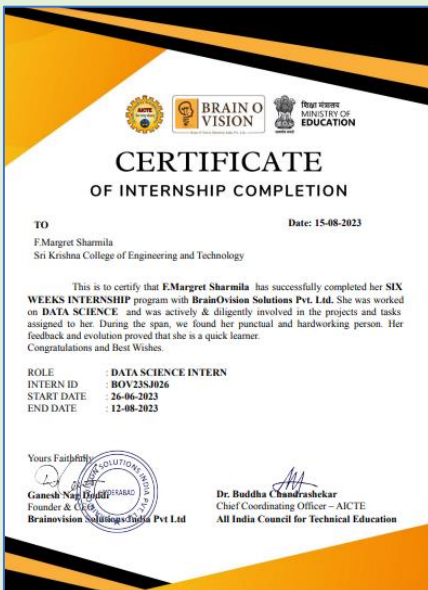 AICTE
BRAIN O
VISION
शिक्षा मंत्रालय
MINISTRY OF
EDUCATION
CERTIFICATE
OF INTERNSHIP COMPLETION
TO
Date: 15-08-2023
F.Margret Sharmila
Sri Krishna College of Engineering and Technology
This is to certify that F.Margret Sharmila has successfully completed her SIX
WEEKS INTERNSHIP program with BrainOvision Solutions Pvt. Ltd. She was worked
on DATA SCIENCE and was actively & diligently involved in the projects and tasks
assigned to her. During the span, we found her punctual and hardworking person. Her
feedback and evolution proved that she is a quick learner.
Congratulations and Best Wishes.
ROLE : DATA SCIENCE INTERN
INTERN ID : BOV23SJ026
START DATE : 26-06-2023
END DATE : 12-08-2023
Yours Faithfully
HYDERABAD
Ganesh Nag Doddi
Founder & CEO
Brainovision Solutions India Pvt Ltd
Dr. Buddha Chandrashekar
Chief Coordinating Officer – AICTE
All India Council for Technical Education